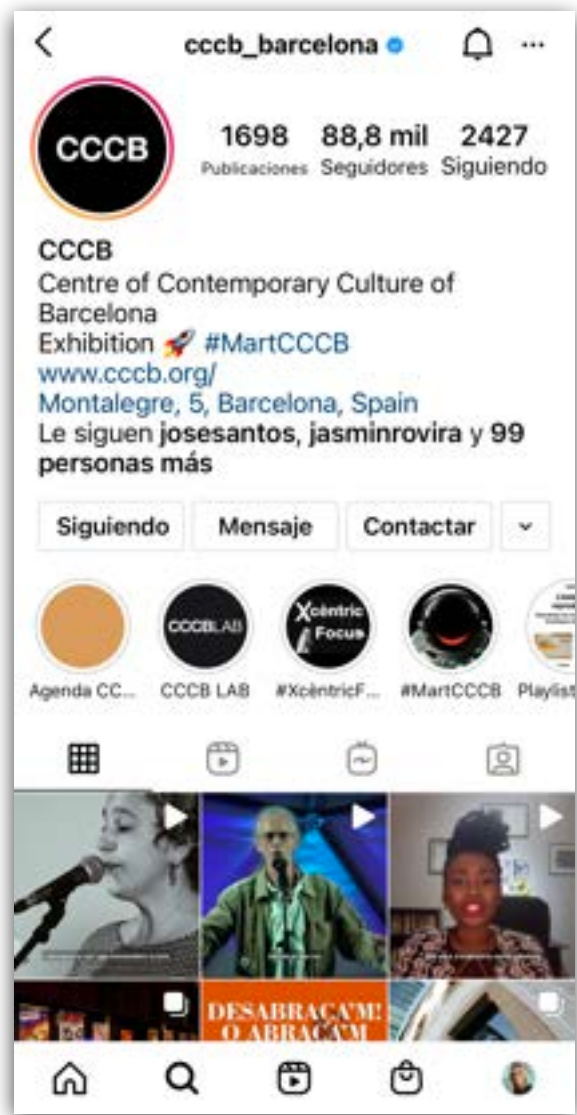 cccb_barcelona
CCCB
1698 88,8 mil 2427
Publicaciones Seguidores Siguiendo
CCCB
Centre of Contemporary Culture of
Barcelona
Exhibition 🚀 #MartCCCB
www.cccb.org/
Montalegre, 5, Barcelona, Spain
Le siguen josesantos, jasminrovira y 99
personas más
Siguiendo Mensaje Contactar
CCCBLAB Xcèntric
Focus
Agenda CC... CCCB LAB #XcèntricF... #MartCCCB Playlist
DESABRAÇA'M!
O ABRAÇA'M